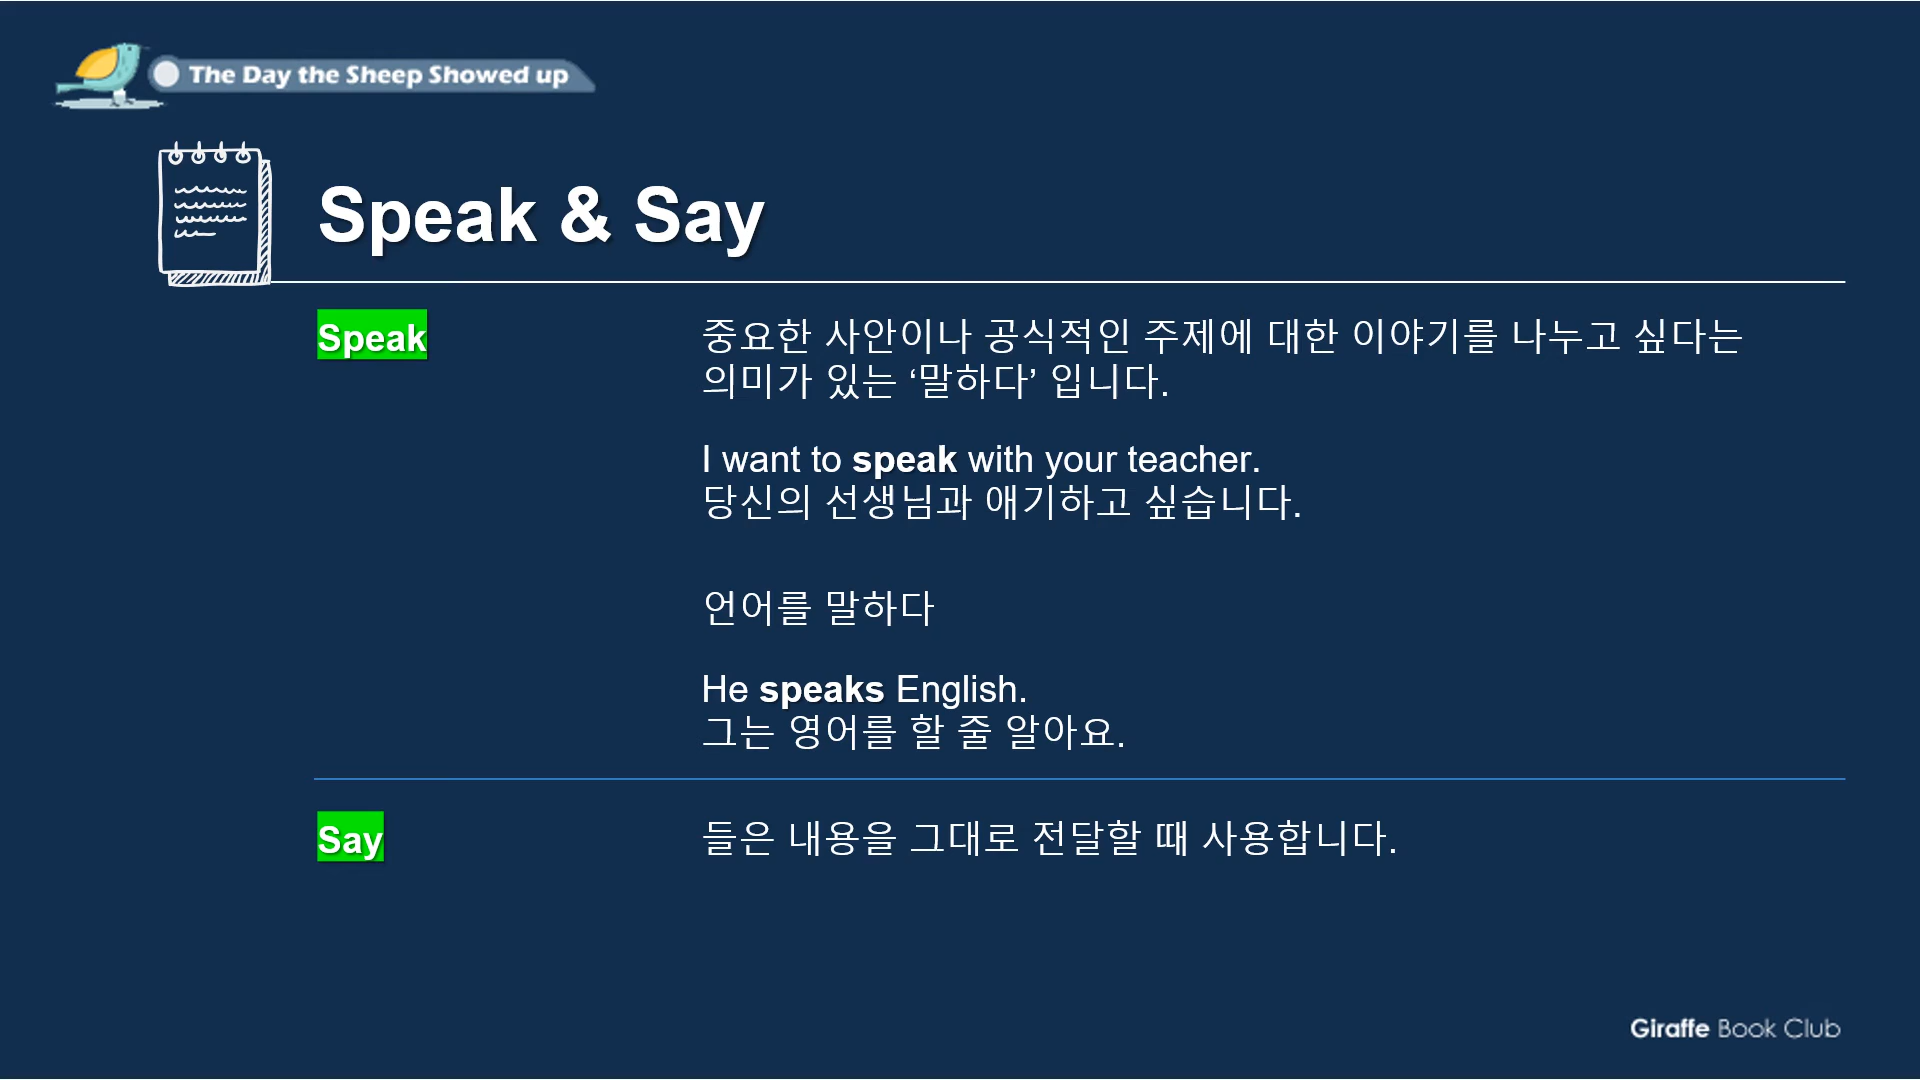 The Day the Sheep Showed up
Speak & Say
Speak
중요한 사안이나 공식적인 주제에 대한 이야기를 나누고 싶다는
의미가 있는 ‘말하다’ 입니다.
I want to speak with your teacher.
당신의 선생님과 얘기하고 싶습니다.
언어를 말하다
He speaks English.
그는 영어를 할 줄 알아요.
Say
들은 내용을 그대로 전달할 때 사용합니다.
Giraffe Book Club